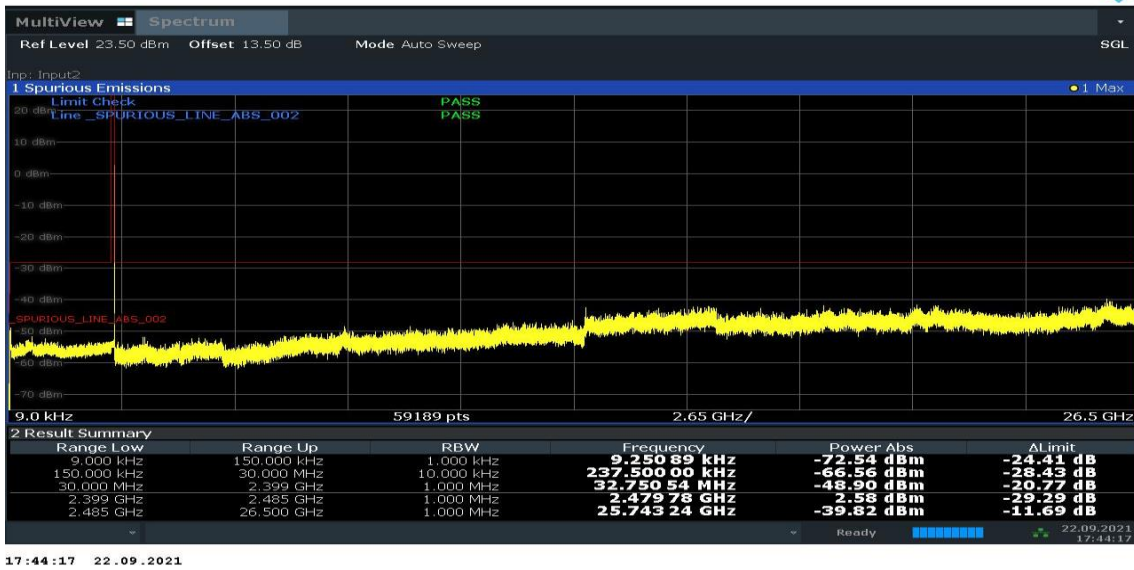 MultiView Spectrum
Ref Level 23.50 dBm Offset 13.50 dB Mode Auto Sweep SGL
Inp: Input2
1 Spurious Emissions 1 Max
Limit Check PASS
20 dBm
Line _SPURIOUS_LINE_ABS_002 PASS
10 dBm
0 dBm
-10 dBm
-20 dBm
-30 dBm
-40 dBm
_SPURIOUS_LINE_ABS_002
-50 dBm
-60 dBm
-70 dBm
9.0 kHz 59189 pts 2.65 GHz/ 26.5 GHz
2 Result Summary
Range Low Range Up RBW Frequency Power Abs ΔLimit
9.000 kHz 150.000 kHz 1.000 kHz 9.250 89 kHz -72.54 dBm -24.41 dB
150.000 kHz 30.000 MHz 10.000 kHz 237.500 00 kHz -66.56 dBm -28.43 dB
30.000 MHz 2.399 GHz 1.000 MHz 32.750 54 MHz -48.90 dBm -20.77 dB
2.399 GHz 2.485 GHz 1.000 MHz 2.479 78 GHz 2.58 dBm -29.29 dB
2.485 GHz 26.500 GHz 1.000 MHz 25.743 24 GHz -39.82 dBm -11.69 dB
Ready 22.09.2021
17:44:17
17:44:17 22.09.2021